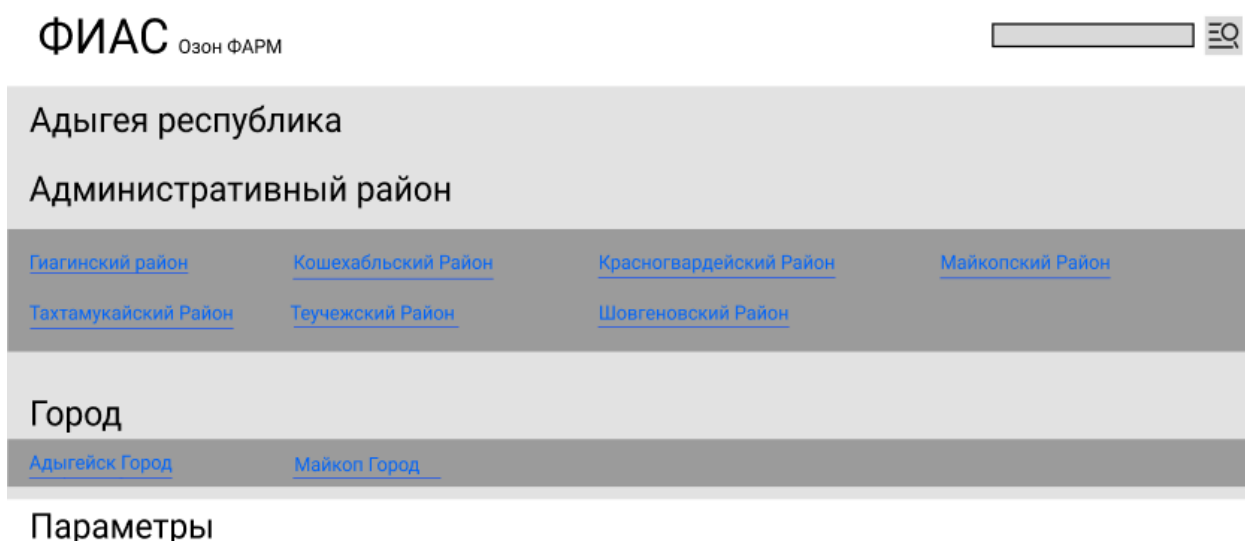 ФИАС Озон ФАРМ
Адыгея республика
Административный район
Гиагинский район Кошехабльский Район Красногвардейский Район Майкопский Район
Тахтамукайский Район Теучежский Район Шовгеновский Район
Город
Адыгейск Город Майкоп Город
Параметры